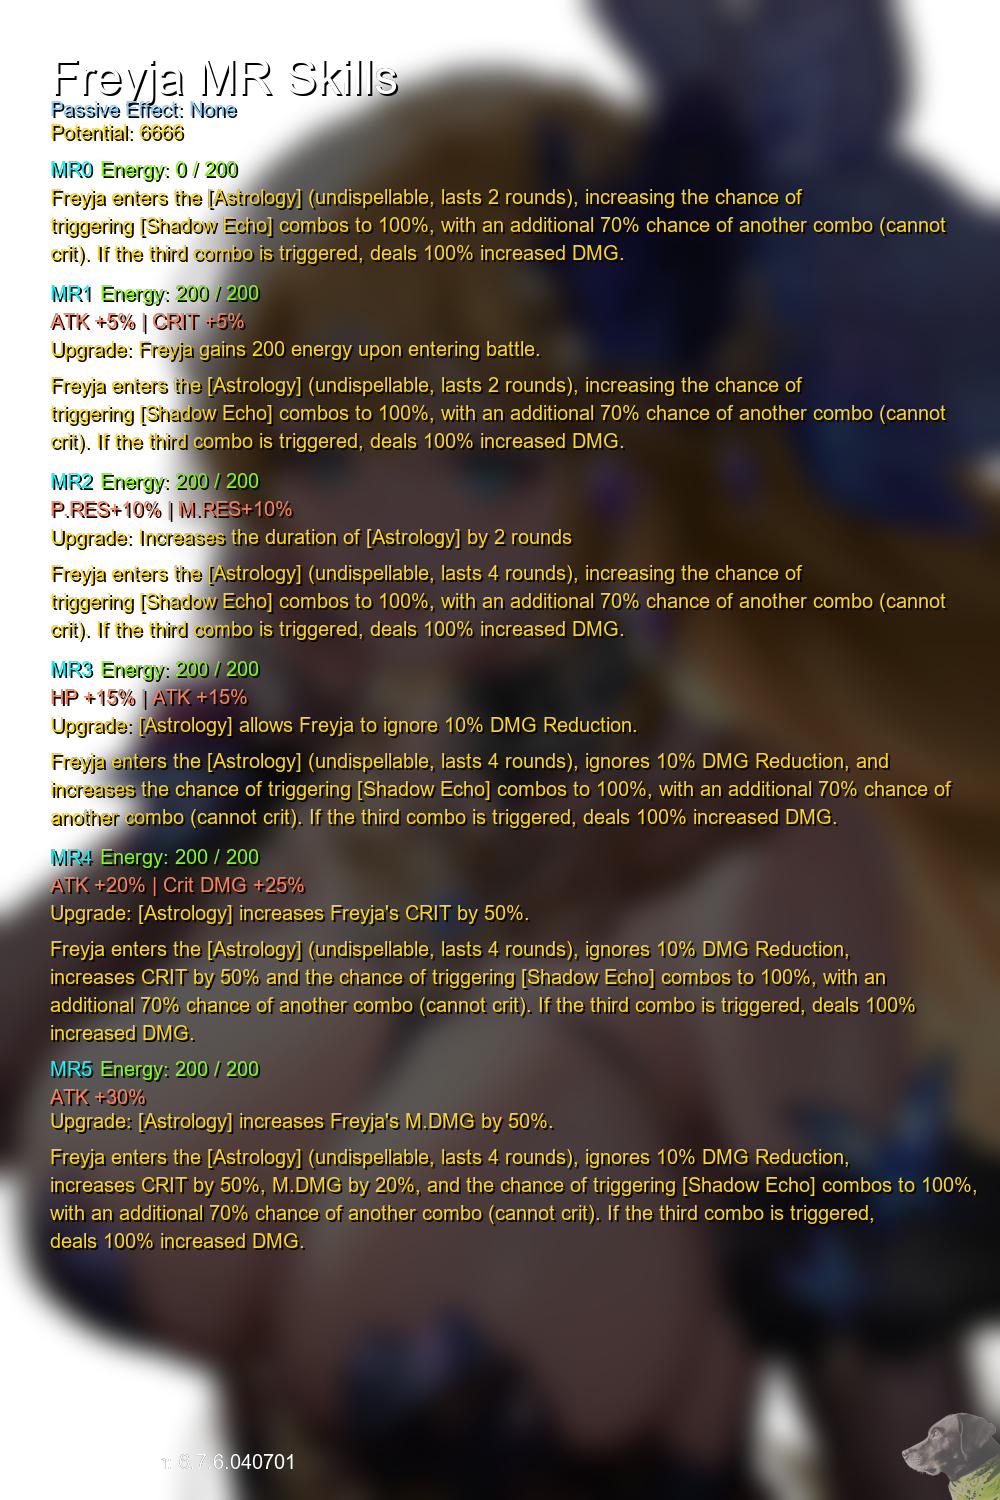 Freyja MR Skills
Passive Effect: None
Potential: 6666
MR0 Energy: 0 / 200
Freyja enters the [Astrology] (undispellable, lasts 2 rounds), increasing the chance of
triggering [Shadow Echo] combos to 100%, with an additional 70% chance of another combo (cannot
crit). If the third combo is triggered, deals 100% increased DMG.
MR1 Energy: 200 / 200
ATK +5% | CRIT +5%
Upgrade: Freyja gains 200 energy upon entering battle.
Freyja enters the [Astrology] (undispellable, lasts 2 rounds), increasing the chance of
triggering [Shadow Echo] combos to 100%, with an additional 70% chance of another combo (cannot
crit). If the third combo is triggered, deals 100% increased DMG.
MR2 Energy: 200 / 200
P.RES+10% | M.RES+10%
Upgrade: Increases the duration of [Astrology] by 2 rounds
Freyja enters the [Astrology] (undispellable, lasts 4 rounds), increasing the chance of
triggering [Shadow Echo] combos to 100%, with an additional 70% chance of another combo (cannot
crit). If the third combo is triggered, deals 100% increased DMG.
MR3 Energy: 200 / 200
HP +15% | ATK +15%
Upgrade: [Astrology] allows Freyja to ignore 10% DMG Reduction.
Freyja enters the [Astrology] (undispellable, lasts 4 rounds), ignores 10% DMG Reduction, and
increases the chance of triggering [Shadow Echo] combos to 100%, with an additional 70% chance of
another combo (cannot crit). If the third combo is triggered, deals 100% increased DMG.
MR4 Energy: 200 / 200
ATK +20% | Crit DMG +25%
Upgrade: [Astrology] increases Freyja's CRIT by 50%.
Freyja enters the [Astrology] (undispellable, lasts 4 rounds), ignores 10% DMG Reduction,
increases CRIT by 50% and the chance of triggering [Shadow Echo] combos to 100%, with an
additional 70% chance of another combo (cannot crit). If the third combo is triggered, deals 100%
increased DMG.
MR5 Energy: 200 / 200
ATK +30%
Upgrade: [Astrology] increases Freyja's M.DMG by 50%.
Freyja enters the [Astrology] (undispellable, lasts 4 rounds), ignores 10% DMG Reduction,
increases CRIT by 50%, M.DMG by 20%, and the chance of triggering [Shadow Echo] combos to 100%,
with an additional 70% chance of another combo (cannot crit). If the third combo is triggered,
deals 100% increased DMG.
6.7.6.040701